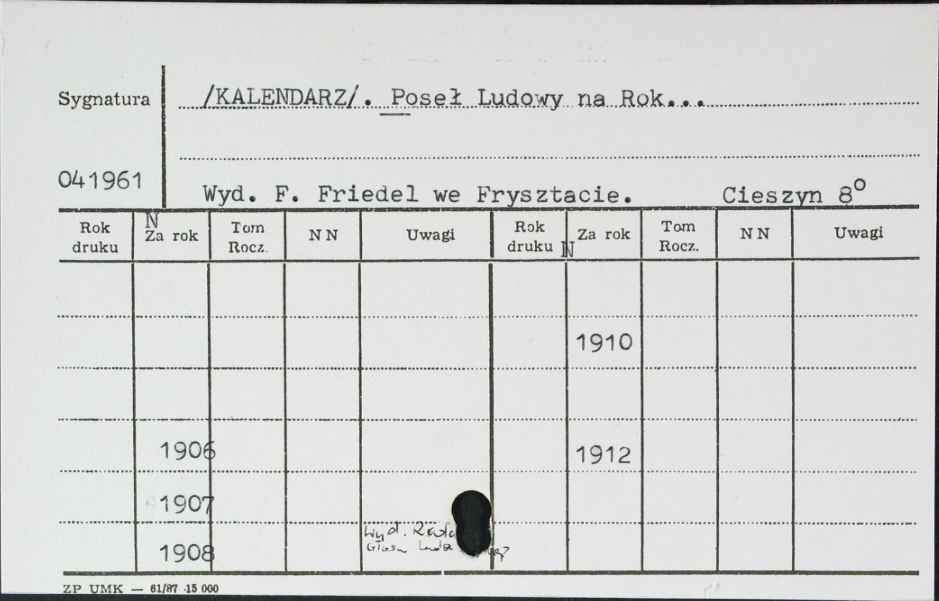 Sygnatura /KALENDARZ/. Poseł Ludowy na Rok...
041961
Wyd. F. Friedel we Frysztacie. Cieszyn 8°
Rok druku N Za rok Tom Rocz. NN Uwagi Rok druku N Za rok Tom Rocz. NN Uwagi
1910
1906 1912
1907
Wyd.
1908
ZP UMK — 61/87 ·15 000